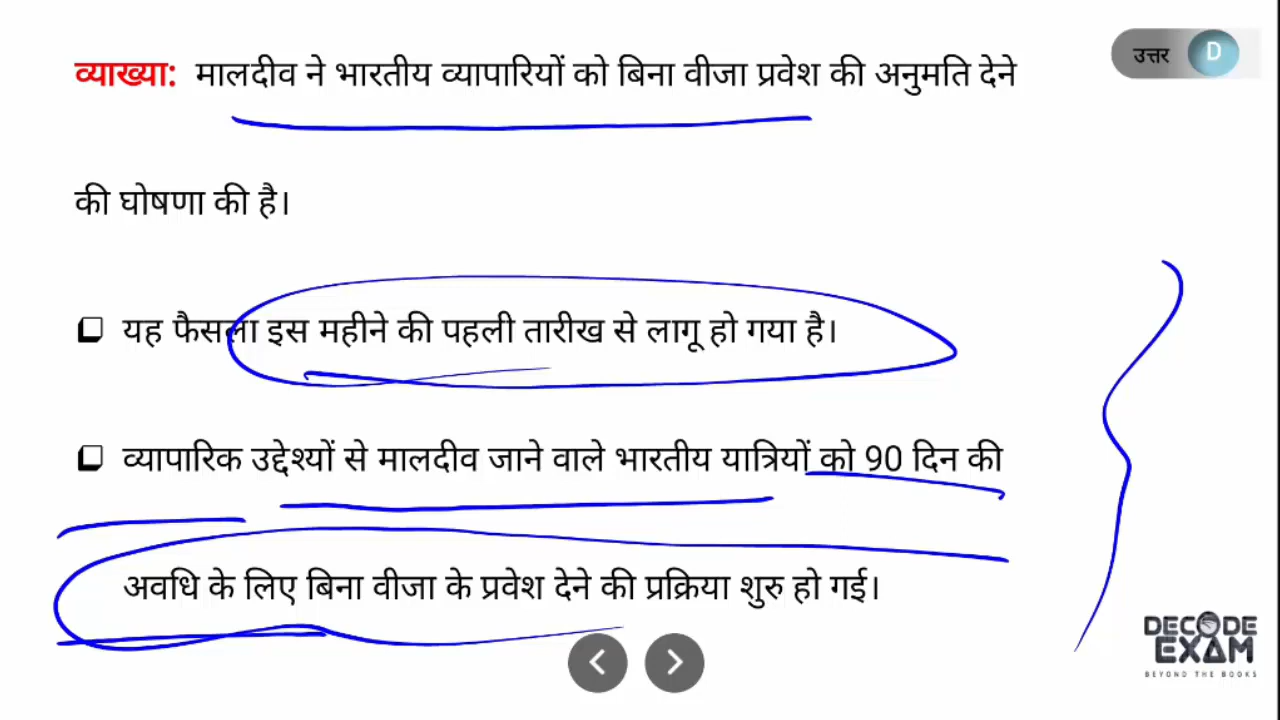 व्याख्या: मालदीव ने भारतीय व्यापारियों को बिना वीजा प्रवेश की अनुमति देने
उत्तर D
की घोषणा की है।
यह फैसला इस महीने की पहली तारीख से लागू हो गया है।
व्यापारिक उद्देश्यों से मालदीव जाने वाले भारतीय यात्रियों को 90 दिन की
अवधि के लिए बिना वीजा के प्रवेश देने की प्रक्रिया शुरु हो गई।
DECODE
EXAM
BEYOND THE BOOKS